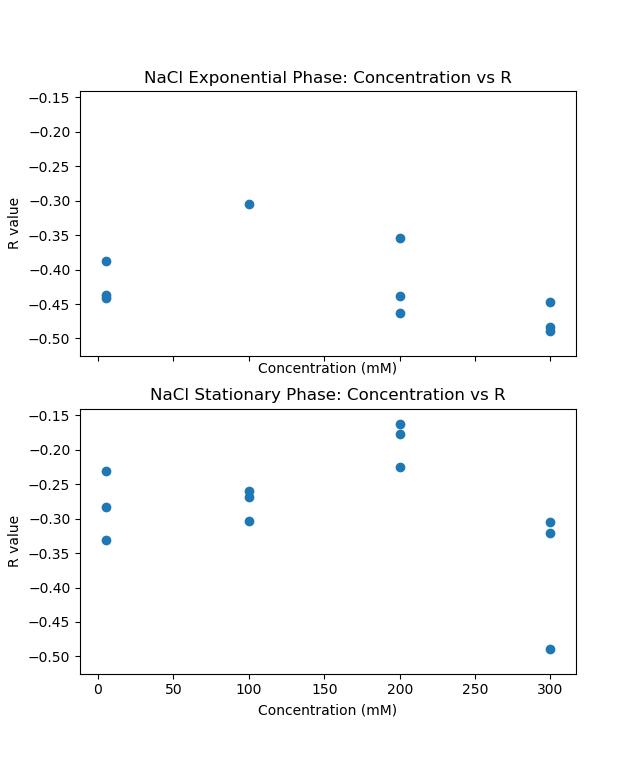 NaCl Exponential Phase: Concentration vs R
−0.15
−0.20
−0.25
−0.30
−0.35
−0.40
−0.45
−0.50
R value
Concentration (mM)
NaCl Stationary Phase: Concentration vs R
−0.15
−0.20
−0.25
−0.30
−0.35
−0.40
−0.45
−0.50
R value
0 50 100 150 200 250 300
Concentration (mM)